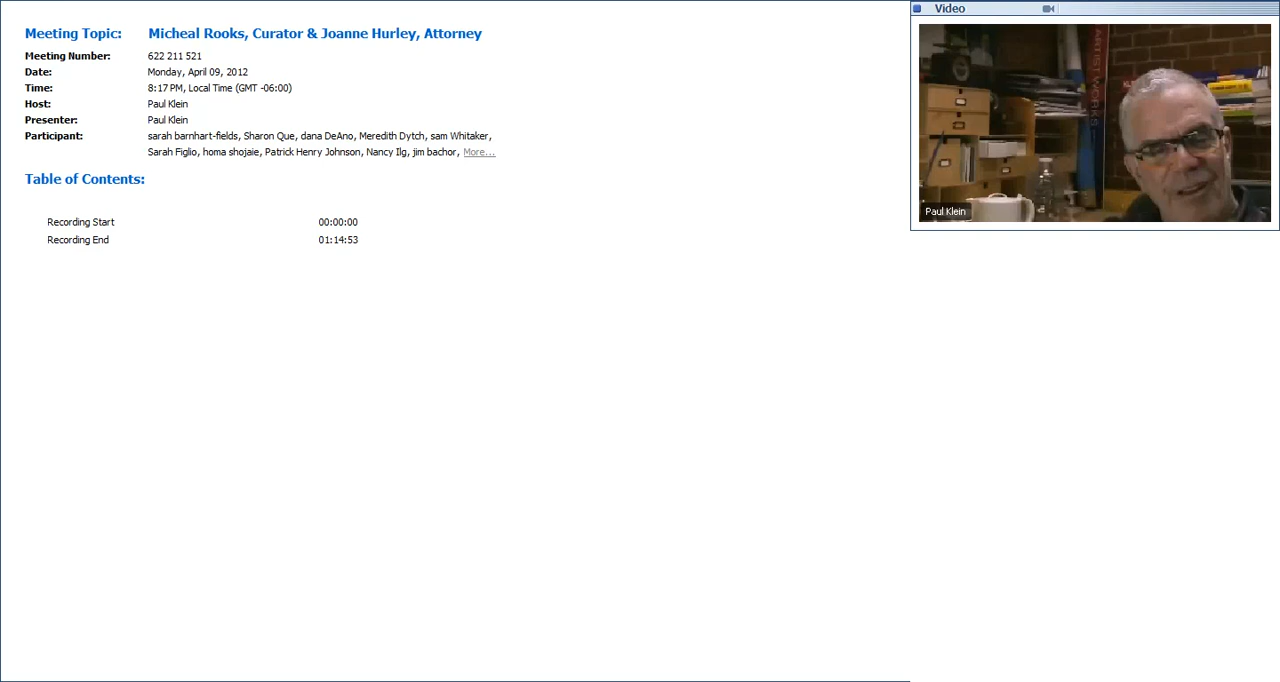 Meeting Topic: Micheal Rooks, Curator & Joanne Hurley, Attorney
Meeting Number: 622 211 521
Date: Monday, April 09, 2012
Time: 8:17 PM, Local Time (GMT -06:00)
Host: Paul Klein
Presenter: Paul Klein
Participant: sarah barnhart-fields, Sharon Que, dana DeAno, Meredith Dytch, sam Whitaker,
Sarah Figlio, homa shojaie, Patrick Henry Johnson, Nancy Ilg, jim bachor, More...
Table of Contents:
Recording Start 00:00:00
Recording End 01:14:53
Video
ARTIST WORKS
Paul Klein